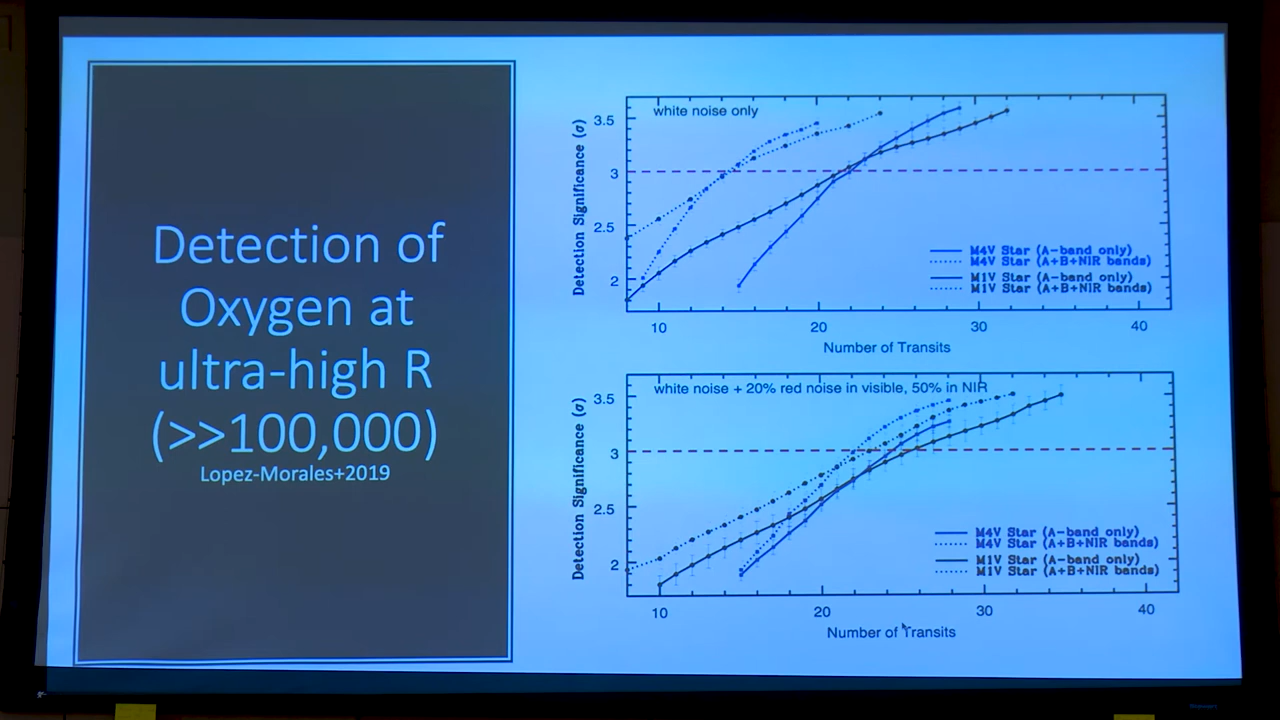 Detection of
Oxygen at
ultra-high R
(>>100,000)
Lopez-Morales+2019
white noise only
Detection Significance (σ)
3.5
3
2.5
2
M4V Star (A-band only)
M4V Star (A+B+NIR bands)
M1V Star (A-band only)
M1V Star (A+B+NIR bands)
10 20 30 40
Number of Transits
white noise + 20% red noise in visible, 50% in NIR
Detection Significance (σ)
3.5
3
2.5
2
M4V Star (A-band only)
M4V Star (A+B+NIR bands)
M1V Star (A-band only)
M1V Star (A+B+NIR bands)
10 20 30 40
Number of Transits